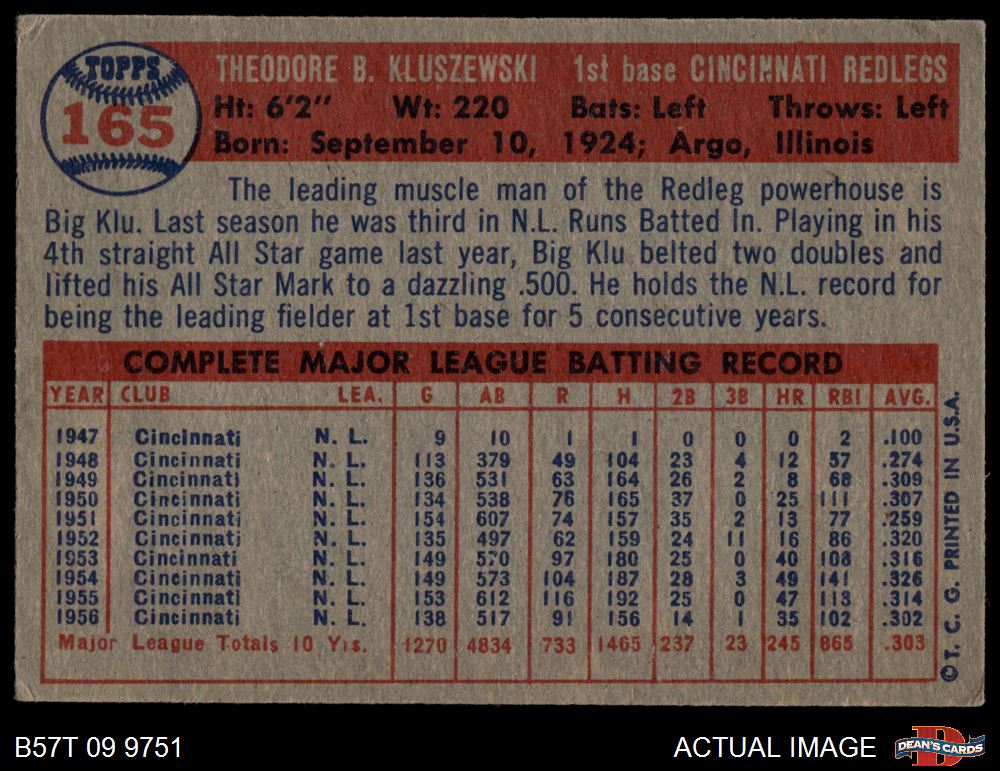 TOPPS
165
THEODORE B. KLUSZEWSKI 1st base CINCINNATI REDLEGS
Ht: 6'2" Wt: 220 Bats: Left Throws: Left
Born: September 10, 1924; Argo, Illinois
The leading muscle man of the Redleg powerhouse is
Big Klu. Last season he was third in N.L. Runs Batted In. Playing in his
4th straight All Star game last year, Big Klu belted two doubles and
lifted his All Star Mark to a dazzling .500. He holds the N.L. record for
being the leading fielder at 1st base for 5 consecutive years.
COMPLETE MAJOR LEAGUE BATTING RECORD
YEAR CLUB LEA. G AB R H 2B 3B HR RBI AVG.
1947 Cincinnati N. L. 9 10 1 1 0 0 0 2 .100
1948 Cincinnati N. L. 113 379 49 104 23 4 12 57 .274
1949 Cincinnati N. L. 136 531 63 164 26 2 8 68 .309
1950 Cincinnati N. L. 134 538 76 165 37 0 25 111 .307
1951 Cincinnati N. L. 154 607 74 157 35 2 13 77 .259
1952 Cincinnati N. L. 135 497 62 159 24 11 16 86 .320
1953 Cincinnati N. L. 149 570 97 180 25 0 40 108 .316
1954 Cincinnati N. L. 149 573 104 187 28 3 49 141 .326
1955 Cincinnati N. L. 153 612 116 192 25 0 47 113 .314
1956 Cincinnati N. L. 138 517 91 156 14 1 35 102 .302
Major League Totals 10 Yrs. 1270 4834 733 1465 237 23 245 865 .303
© T. C. G. PRINTED IN U.S.A.
B57T 09 9751 ACTUAL IMAGE
DEAN'S CARDS